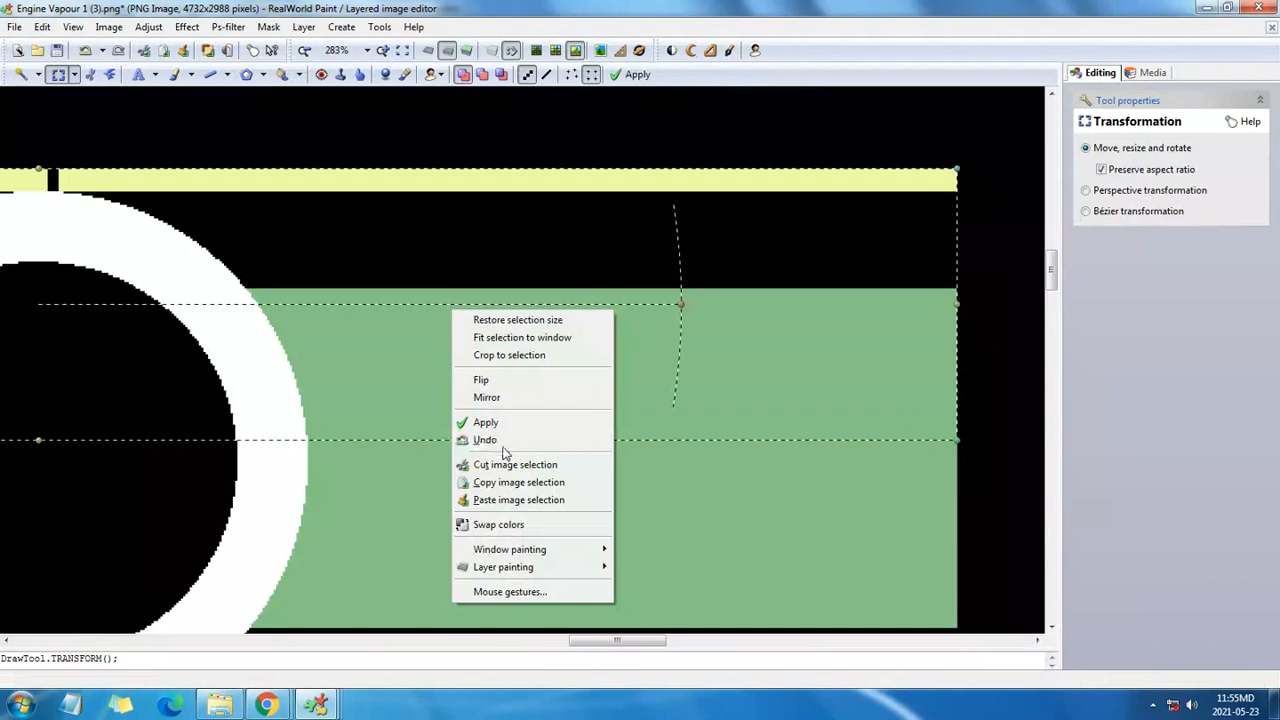 Engine Vapour 1 (3).png* (PNG Image, 4732x2988 pixels) - RealWorld Paint / Layered image editor
File Edit View Image Adjust Effect Ps-filter Mask Layer Create Tools Help
283%
Apply
Editing Media
Tool properties
Transformation Help
Move, resize and rotate
Preserve aspect ratio
Perspective transformation
Bézier transformation
Restore selection size
Fit selection to window
Crop to selection
Flip
Mirror
Apply
Undo
Cut image selection
Copy image selection
Paste image selection
Swap colors
Window painting
Layer painting
Mouse gestures...
DrawTool.TRANSFORM();
11:55MD
2021-05-23